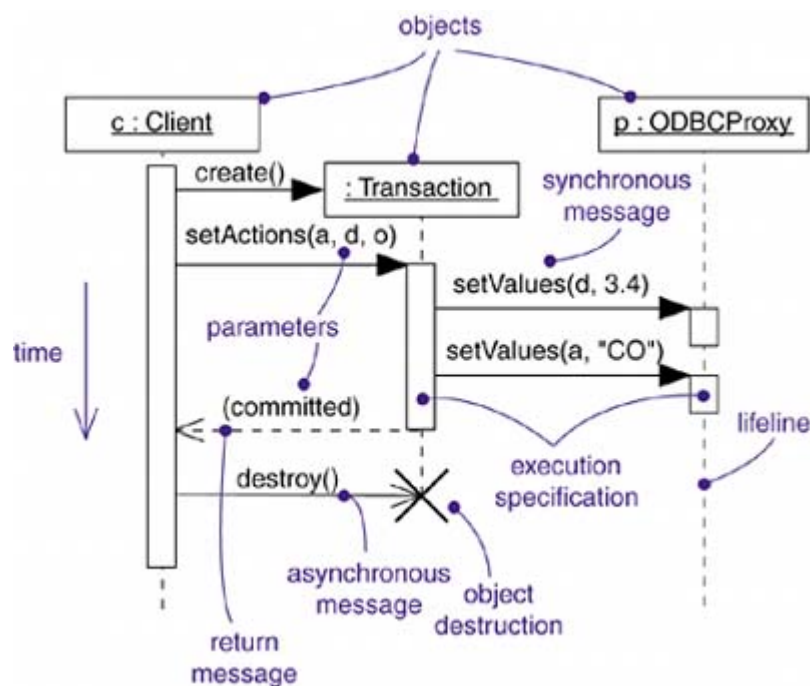 objects
c : Client
p : ODBCProxy
create()
: Transaction
synchronous
message
setActions(a, d, o)
setValues(d, 3.4)
parameters
time
setValues(a, "CO")
(committed)
lifeline
execution
specification
destroy()
asynchronous
message
object
destruction
return
message